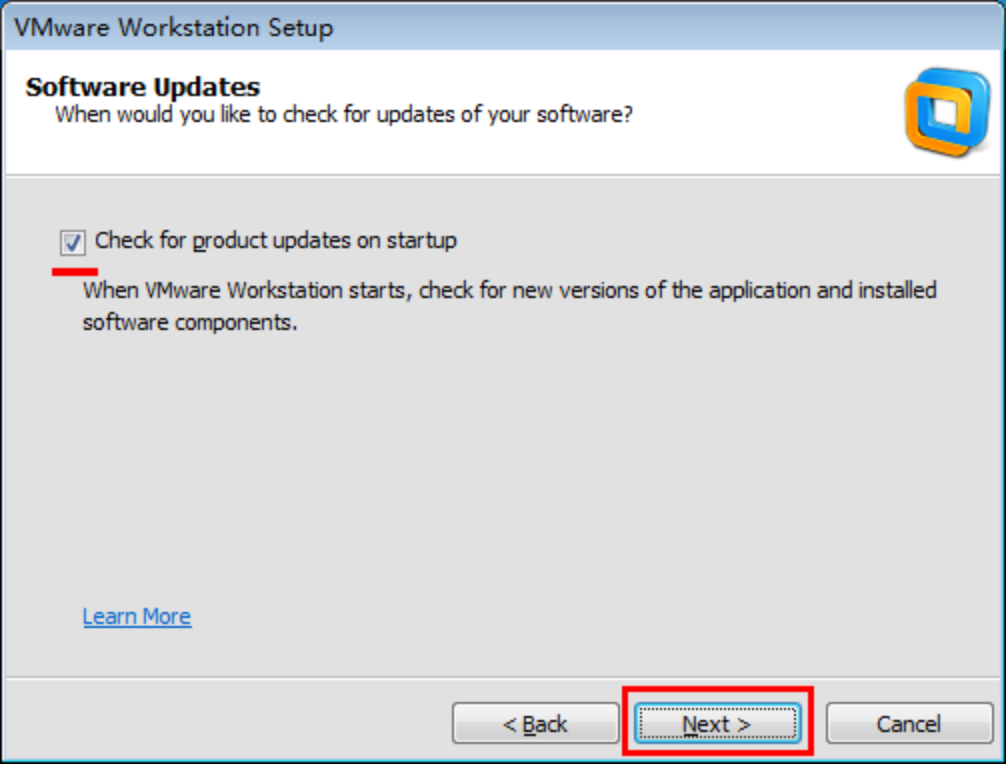 VMware Workstation Setup
Software Updates
When would you like to check for updates of your software?
Check for product updates on startup
When VMware Workstation starts, check for new versions of the application and installed
software components.
Learn More
< Back
Next >
Cancel